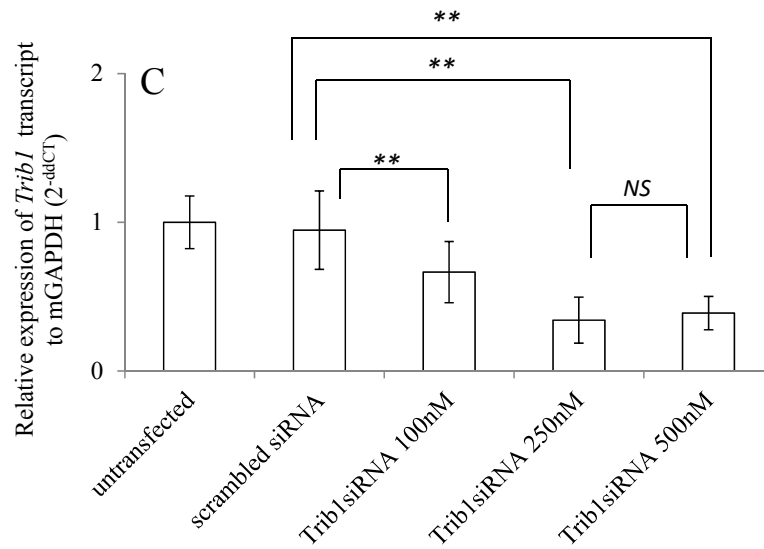 **
2
C
**
Relative expression of Trib1 transcript
to mGAPDH (2-ddCT)
**
NS
1
0
untransfected
scrambled siRNA
Trib1siRNA 100nM
Trib1siRNA 250nM
Trib1siRNA 500nM